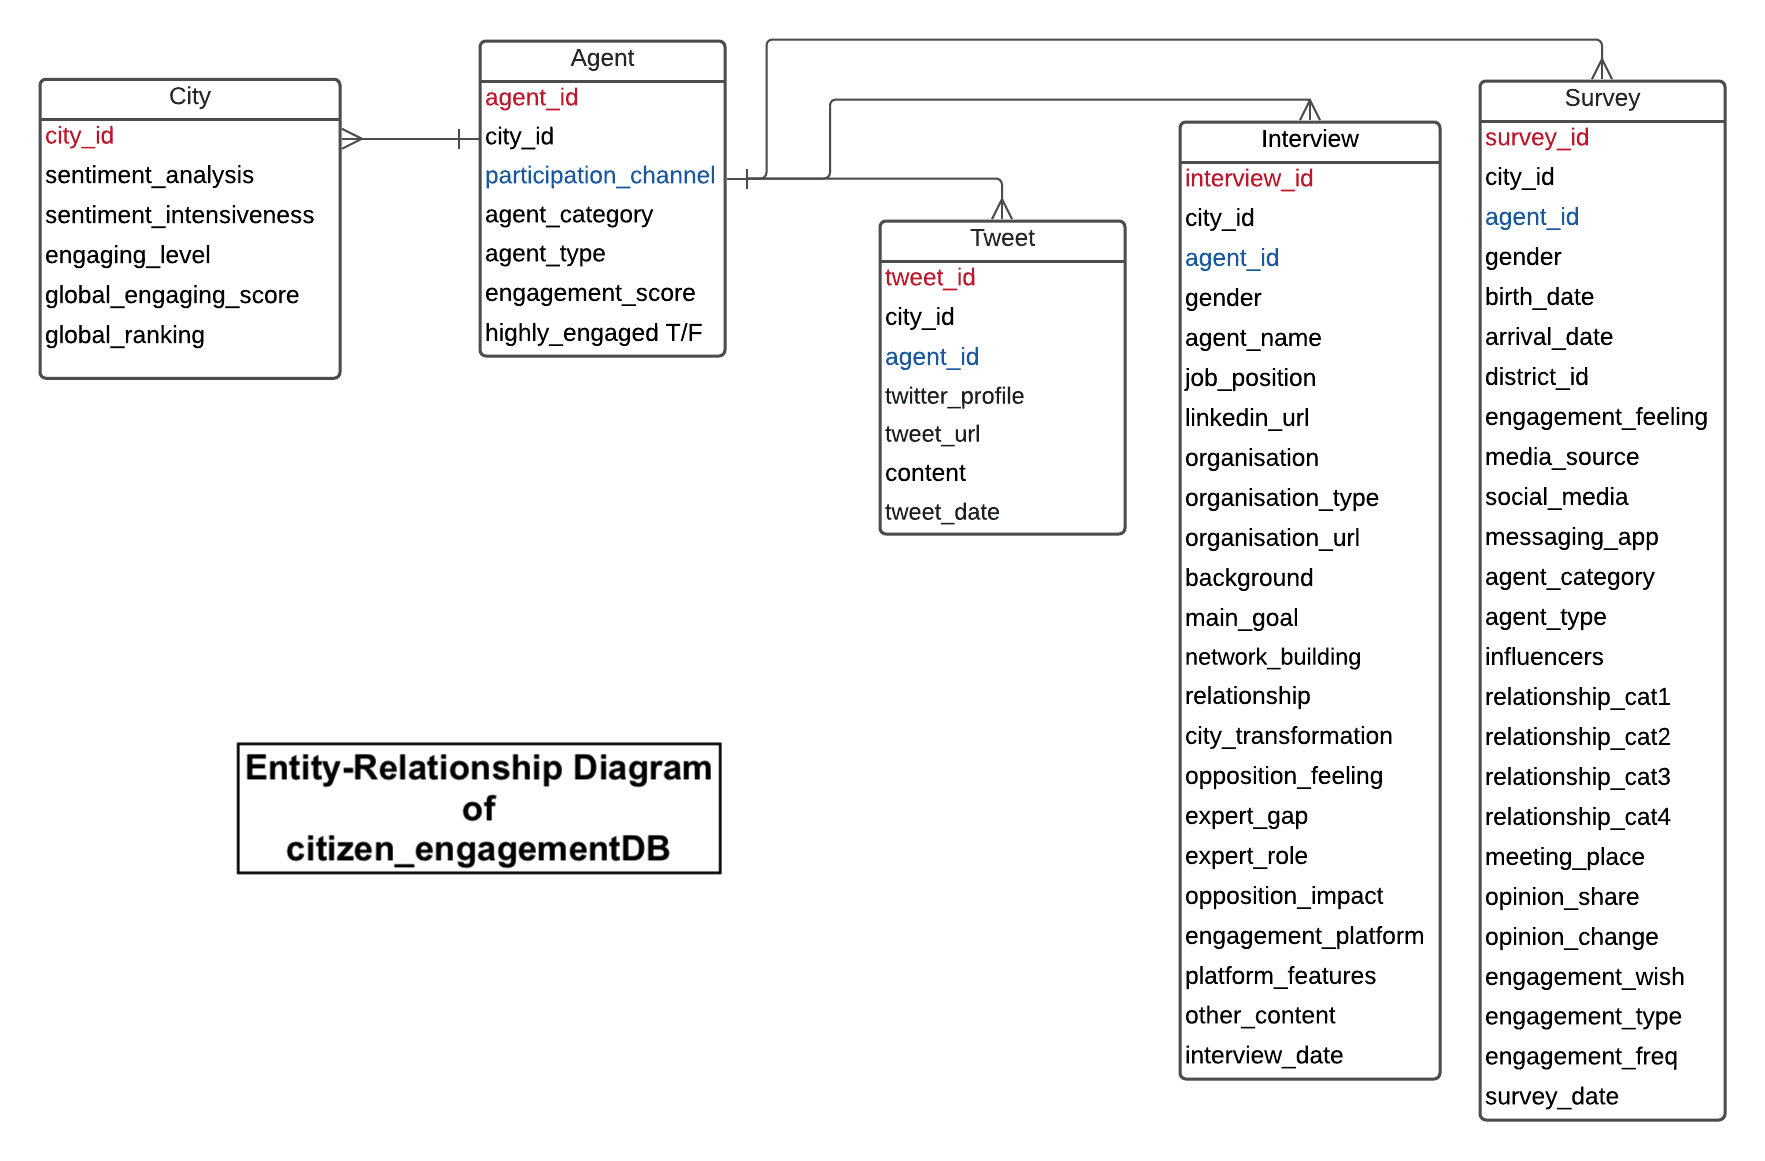 City
city_id
sentiment_analysis
sentiment_intensiveness
engaging_level
global_engaging_score
global_ranking
Agent
agent_id
city_id
participation_channel
agent_category
agent_type
engagement_score
highly_engaged T/F
Tweet
tweet_id
city_id
agent_id
twitter_profile
tweet_url
content
tweet_date
Interview
interview_id
city_id
agent_id
gender
agent_name
job_position
linkedin_url
organisation
organisation_type
organisation_url
background
main_goal
network_building
relationship
city_transformation
opposition_feeling
expert_gap
expert_role
opposition_impact
engagement_platform
platform_features
other_content
interview_date
Survey
survey_id
city_id
agent_id
gender
birth_date
arrival_date
district_id
engagement_feeling
media_source
social_media
messaging_app
agent_category
agent_type
influencers
relationship_cat1
relationship_cat2
relationship_cat3
relationship_cat4
meeting_place
opinion_share
opinion_change
engagement_wish
engagement_type
engagement_freq
survey_date
Entity-Relationship Diagram
of
citizen_engagementDB